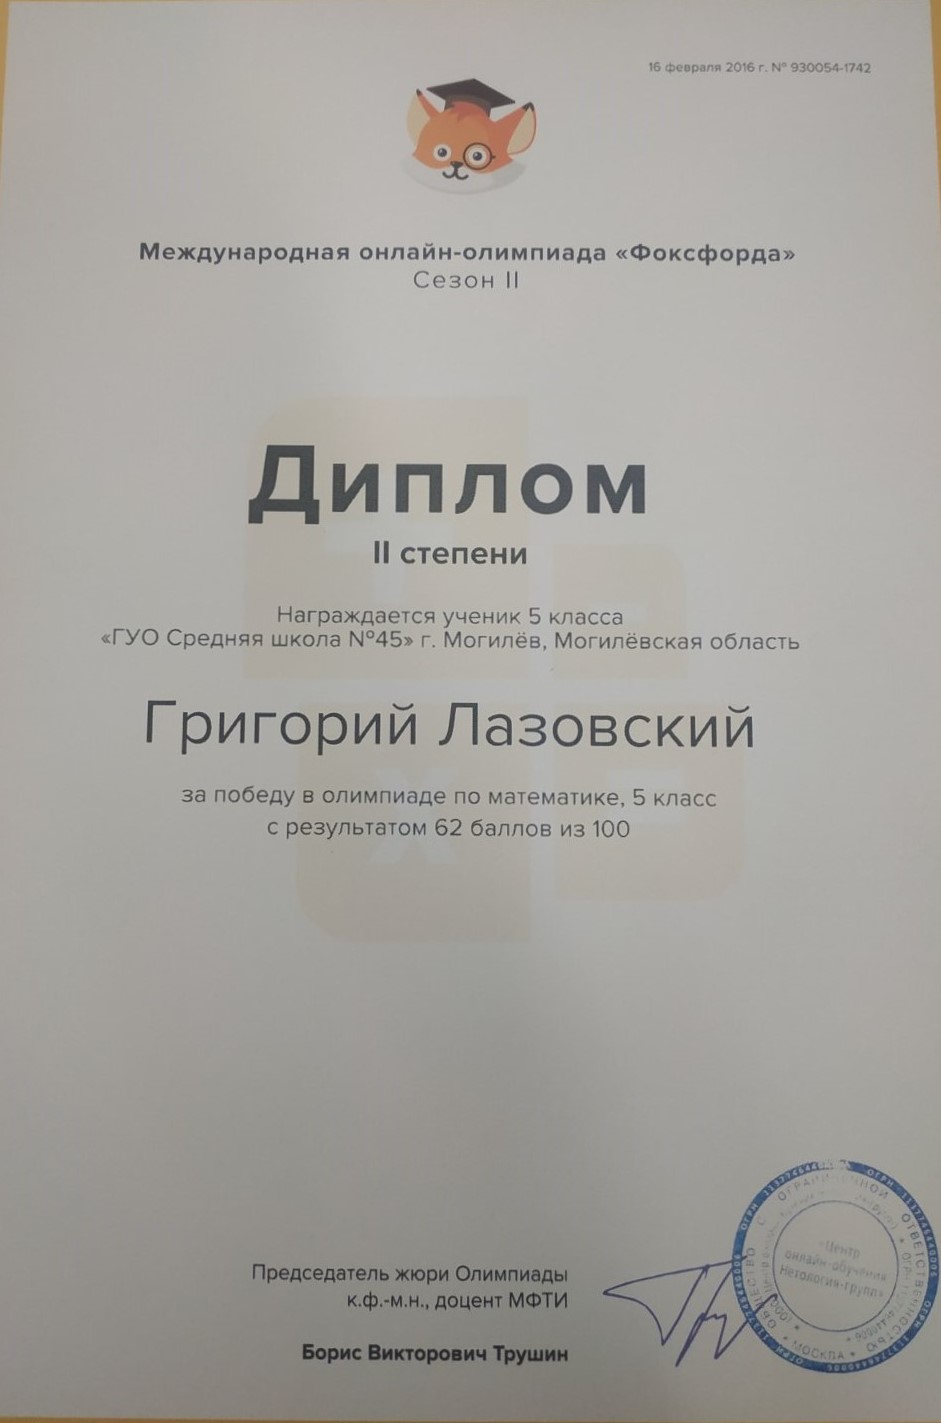 16 февраля 2016 г. № 930054-1742
Международная онлайн-олимпиада «Фоксфорда»
Сезон II
Диплом
II степени
Награждается ученик 5 класса
«ГУО Средняя школа №45» г. Могилёв, Могилёвская область
Григорий Лазовский
за победу в олимпиаде по математике, 5 класс
с результатом 62 баллов из 100
Председатель жюри Олимпиады
к.ф.-м.н., доцент МФТИ
Борис Викторович Трушин
ОБЩЕСТВО С ОГРАНИЧЕННОЙ ОТВЕТСТВЕННОСТЬЮ
* МОСКВА *
«Центр
онлайн-обучения
Нетология-групп»